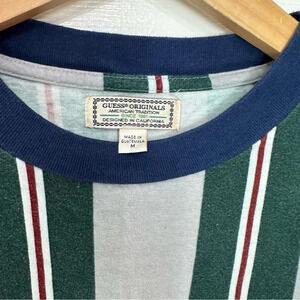 GUESS® ORIGINALS
AMERICAN TRADITION
SINCE 1981
DESIGNED IN CALIFORNIA
MADE IN
GUATEMALA
M